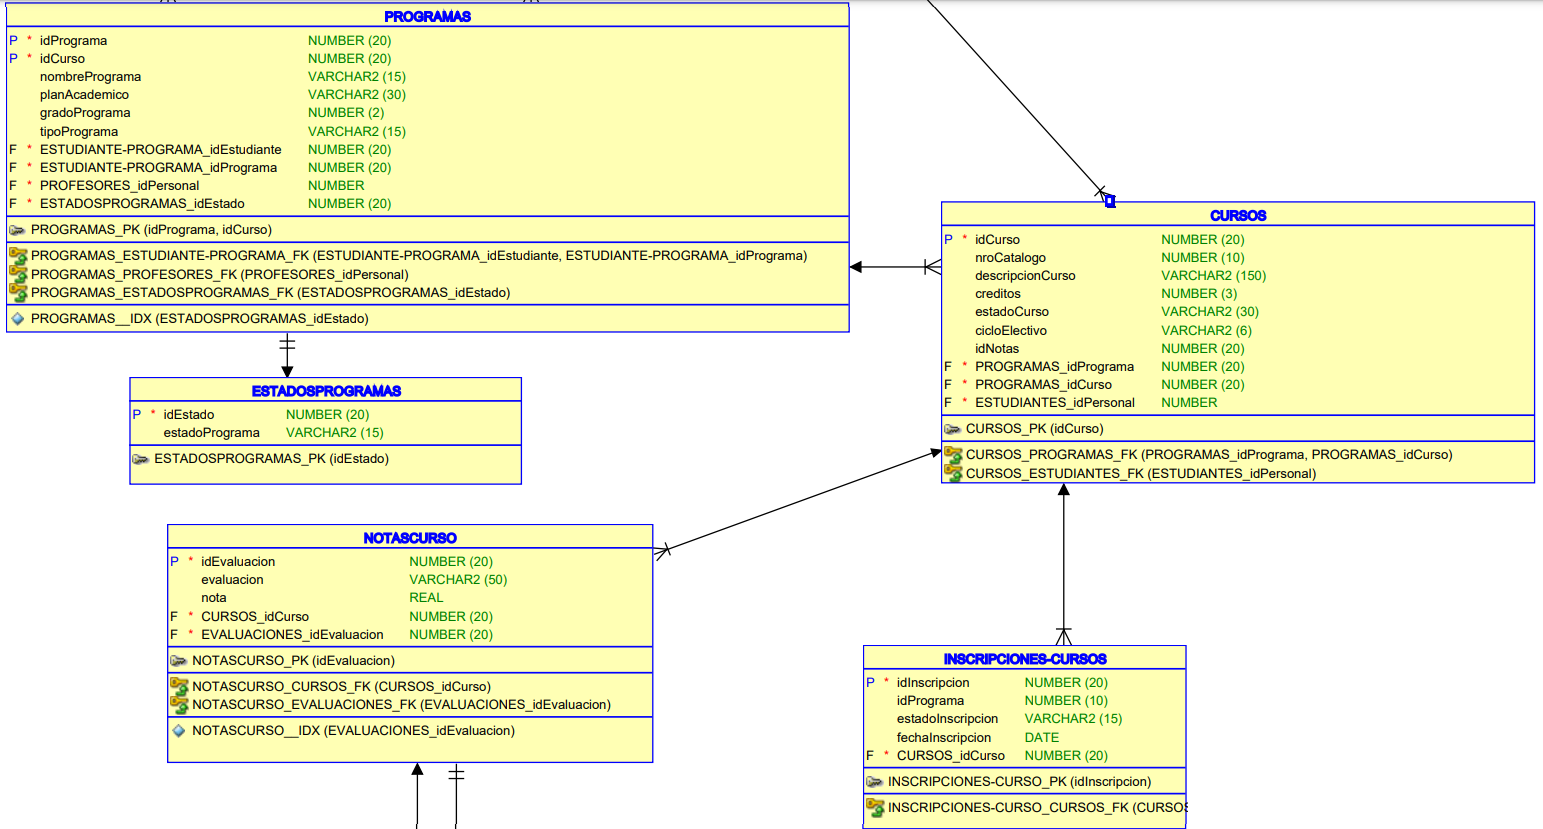 PROGRAMAS
P * idPrograma NUMBER (20)
P * idCurso NUMBER (20)
nombrePrograma VARCHAR2 (15)
planAcademico VARCHAR2 (30)
gradoPrograma NUMBER (2)
tipoPrograma VARCHAR2 (15)
F * ESTUDIANTE-PROGRAMA_idEstudiante NUMBER (20)
F * ESTUDIANTE-PROGRAMA_idPrograma NUMBER (20)
F * PROFESORES_idPersonal NUMBER
F * ESTADOSPROGRAMAS_idEstado NUMBER (20)
PROGRAMAS_PK (idPrograma, idCurso)
PROGRAMAS_ESTUDIANTE-PROGRAMA_FK (ESTUDIANTE-PROGRAMA_idEstudiante, ESTUDIANTE-PROGRAMA_idPrograma)
PROGRAMAS_PROFESORES_FK (PROFESORES_idPersonal)
PROGRAMAS_ESTADOSPROGRAMAS_FK (ESTADOSPROGRAMAS_idEstado)
PROGRAMAS__IDX (ESTADOSPROGRAMAS_idEstado)
CURSOS
P * idCurso NUMBER (20)
nroCatalogo NUMBER (10)
descripcionCurso VARCHAR2 (150)
creditos NUMBER (3)
estadoCurso VARCHAR2 (30)
cicloElectivo VARCHAR2 (6)
idNotas NUMBER (20)
F * PROGRAMAS_idPrograma NUMBER (20)
F * PROGRAMAS_idCurso NUMBER (20)
F * ESTUDIANTES_idPersonal NUMBER
CURSOS_PK (idCurso)
CURSOS_PROGRAMAS_FK (PROGRAMAS_idPrograma, PROGRAMAS_idCurso)
CURSOS_ESTUDIANTES_FK (ESTUDIANTES_idPersonal)
ESTADOSPROGRAMAS
P * idEstado NUMBER (20)
estadoPrograma VARCHAR2 (15)
ESTADOSPROGRAMAS_PK (idEstado)
NOTASCURSO
P * idEvaluacion NUMBER (20)
evaluacion VARCHAR2 (50)
nota REAL
F * CURSOS_idCurso NUMBER (20)
F * EVALUACIONES_idEvaluacion NUMBER (20)
NOTASCURSO_PK (idEvaluacion)
NOTASCURSO_CURSOS_FK (CURSOS_idCurso)
NOTASCURSO_EVALUACIONES_FK (EVALUACIONES_idEvaluacion)
NOTASCURSO__IDX (EVALUACIONES_idEvaluacion)
INSCRIPCIONES-CURSOS
P * idInscripcion NUMBER (20)
idPrograma NUMBER (10)
estadoInscripcion VARCHAR2 (15)
fechaInscripcion DATE
F * CURSOS_idCurso NUMBER (20)
INSCRIPCIONES-CURSO_PK (idInscripcion)
INSCRIPCIONES-CURSO_CURSOS_FK (CURSOS